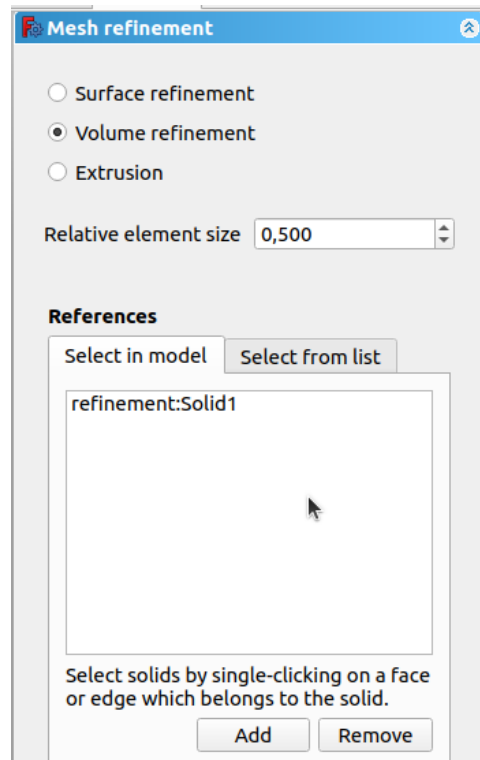 Mesh refinement
Surface refinement
Volume refinement
Extrusion
Relative element size 0,500
References
Select in model Select from list
refinement:Solid1
Select solids by single-clicking on a face
or edge which belongs to the solid.
Add Remove